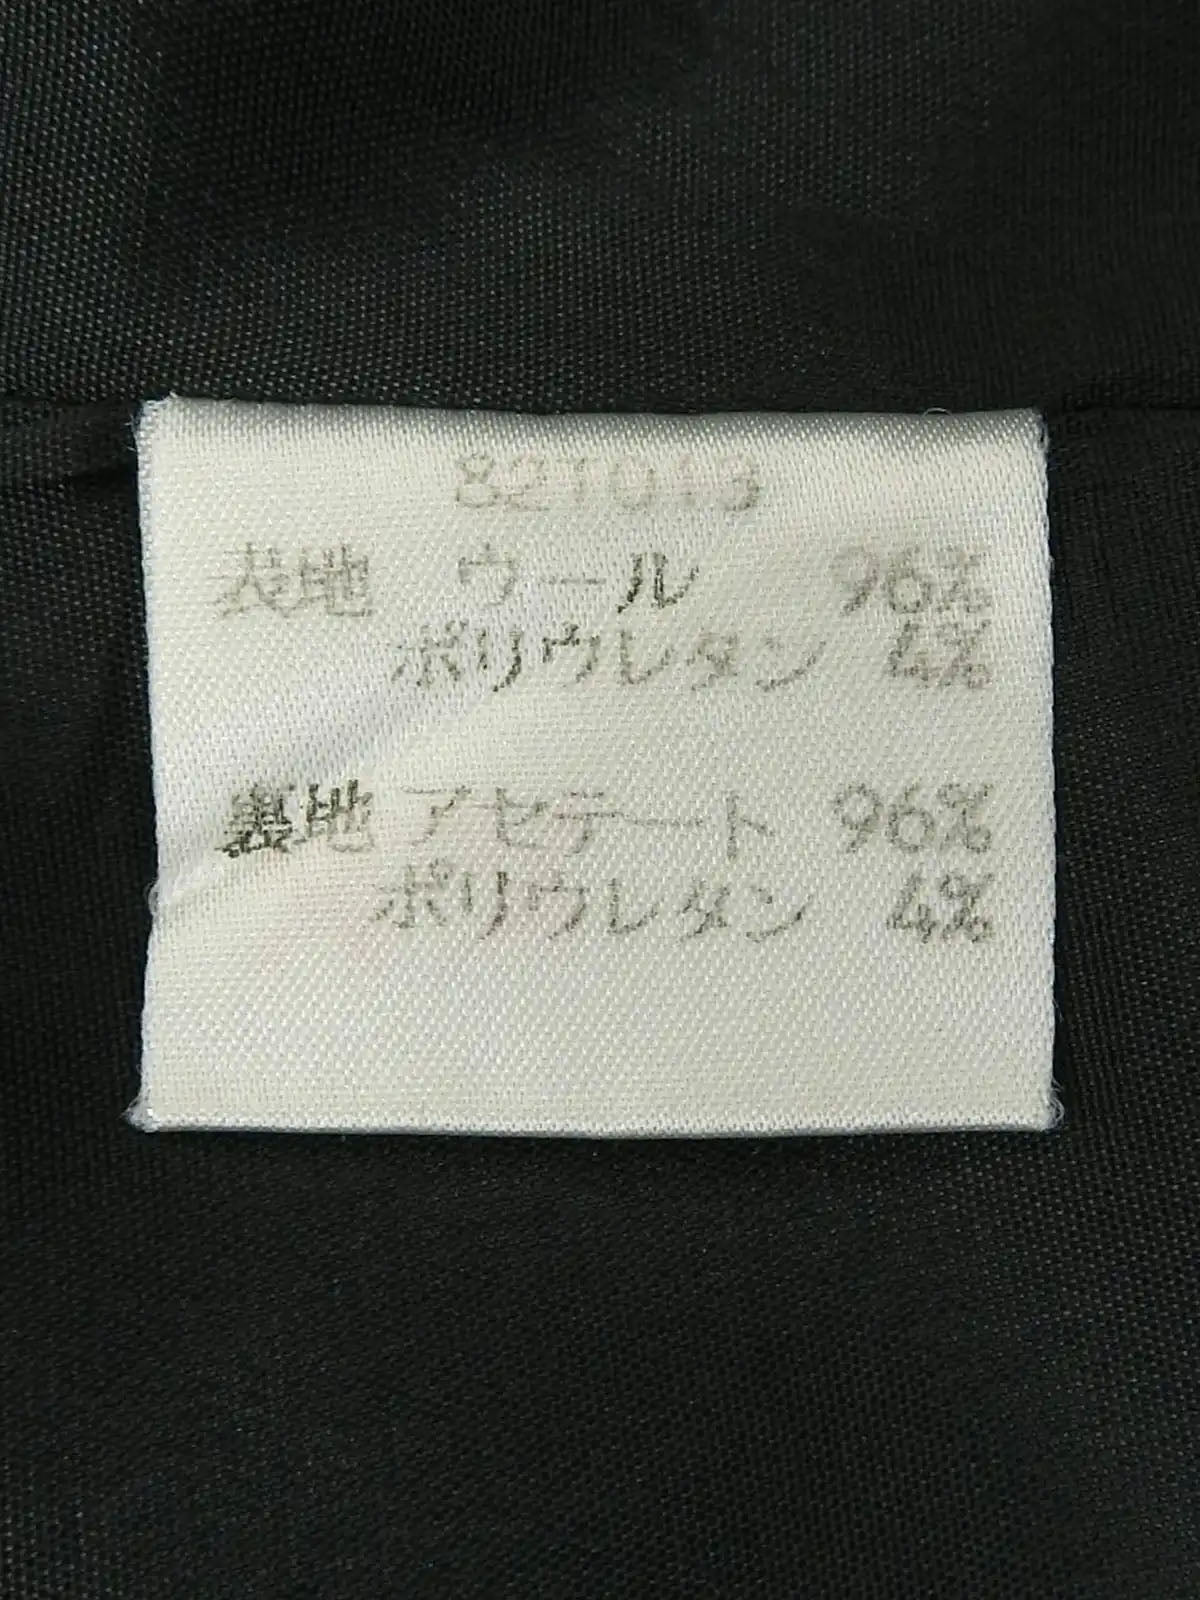 82T013
表地 ウール 96%
ポリウレタン 4%
裏地 アセテート 96%
ポリウレタン 4%